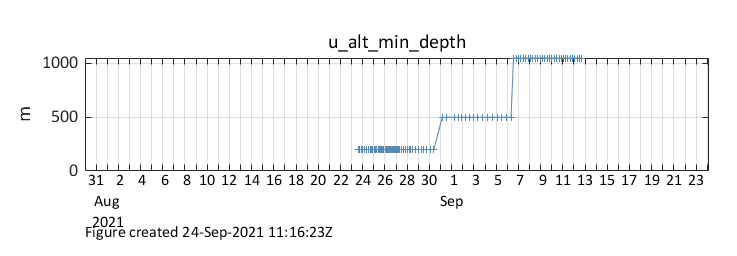 u_alt_min_depth
1000
500
0
m
31 2 4 6 8 10 12 14 16 18 20 22 24 26 28 30 1 3 5 7 9 11 13 15 17 19 21 23
Aug Sep
2021
Figure created 24-Sep-2021 11:16:23Z